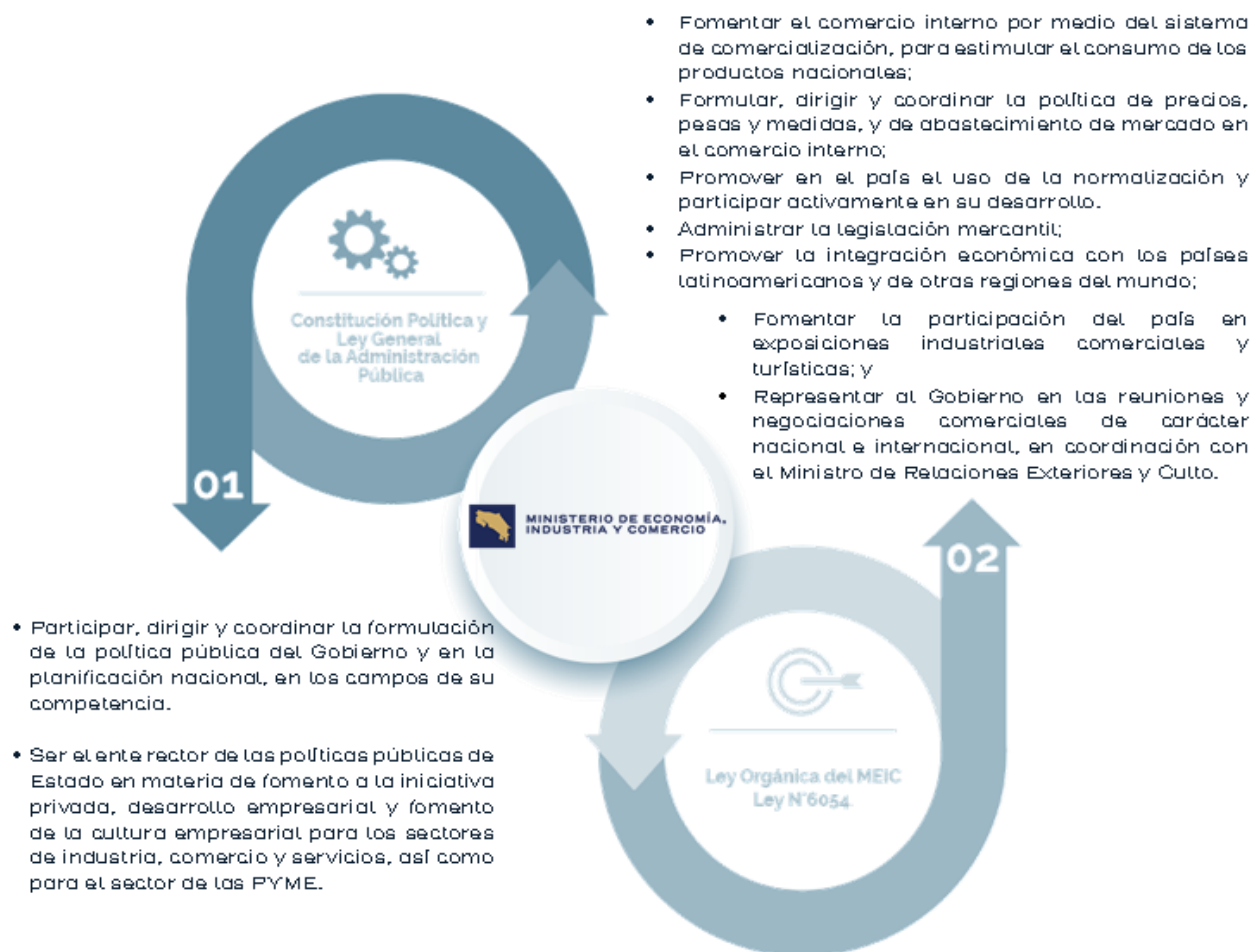 • Fomentar el comercio interno por medio del sistema
de comercialización, para estimular el consumo de los
productos nacionales;
• Formular, dirigir y coordinar la política de precios,
pesas y medidas, y de abastecimiento de mercado en
el comercio interno;
• Promover en el país el uso de la normalización y
participar activamente en su desarrollo.
• Administrar la legislación mercantil;
• Promover la integración económica con los países
latinoamericanos y de otras regiones del mundo;
• Fomentar la participación del país en
exposiciones industriales comerciales y
turísticas; y
• Representar al Gobierno en las reuniones y
negociaciones comerciales de carácter
nacional e internacional, en coordinación con
el Ministro de Relaciones Exteriores y Culto.
Constitución Política y
Ley General
de la Administración
Pública
01
MINISTERIO DE ECONOMÍA,
INDUSTRIA Y COMERCIO
02
• Participar, dirigir y coordinar la formulación
de la política pública del Gobierno y en la
planificación nacional, en los campos de su
competencia.
• Ser el ente rector de las políticas públicas de
Estado en materia de fomento a la iniciativa
privada, desarrollo empresarial y fomento
de la cultura empresarial para los sectores
de industria, comercio y servicios, así como
para el sector de las PYME.
Ley Orgánica del MEIC
Ley N°6054